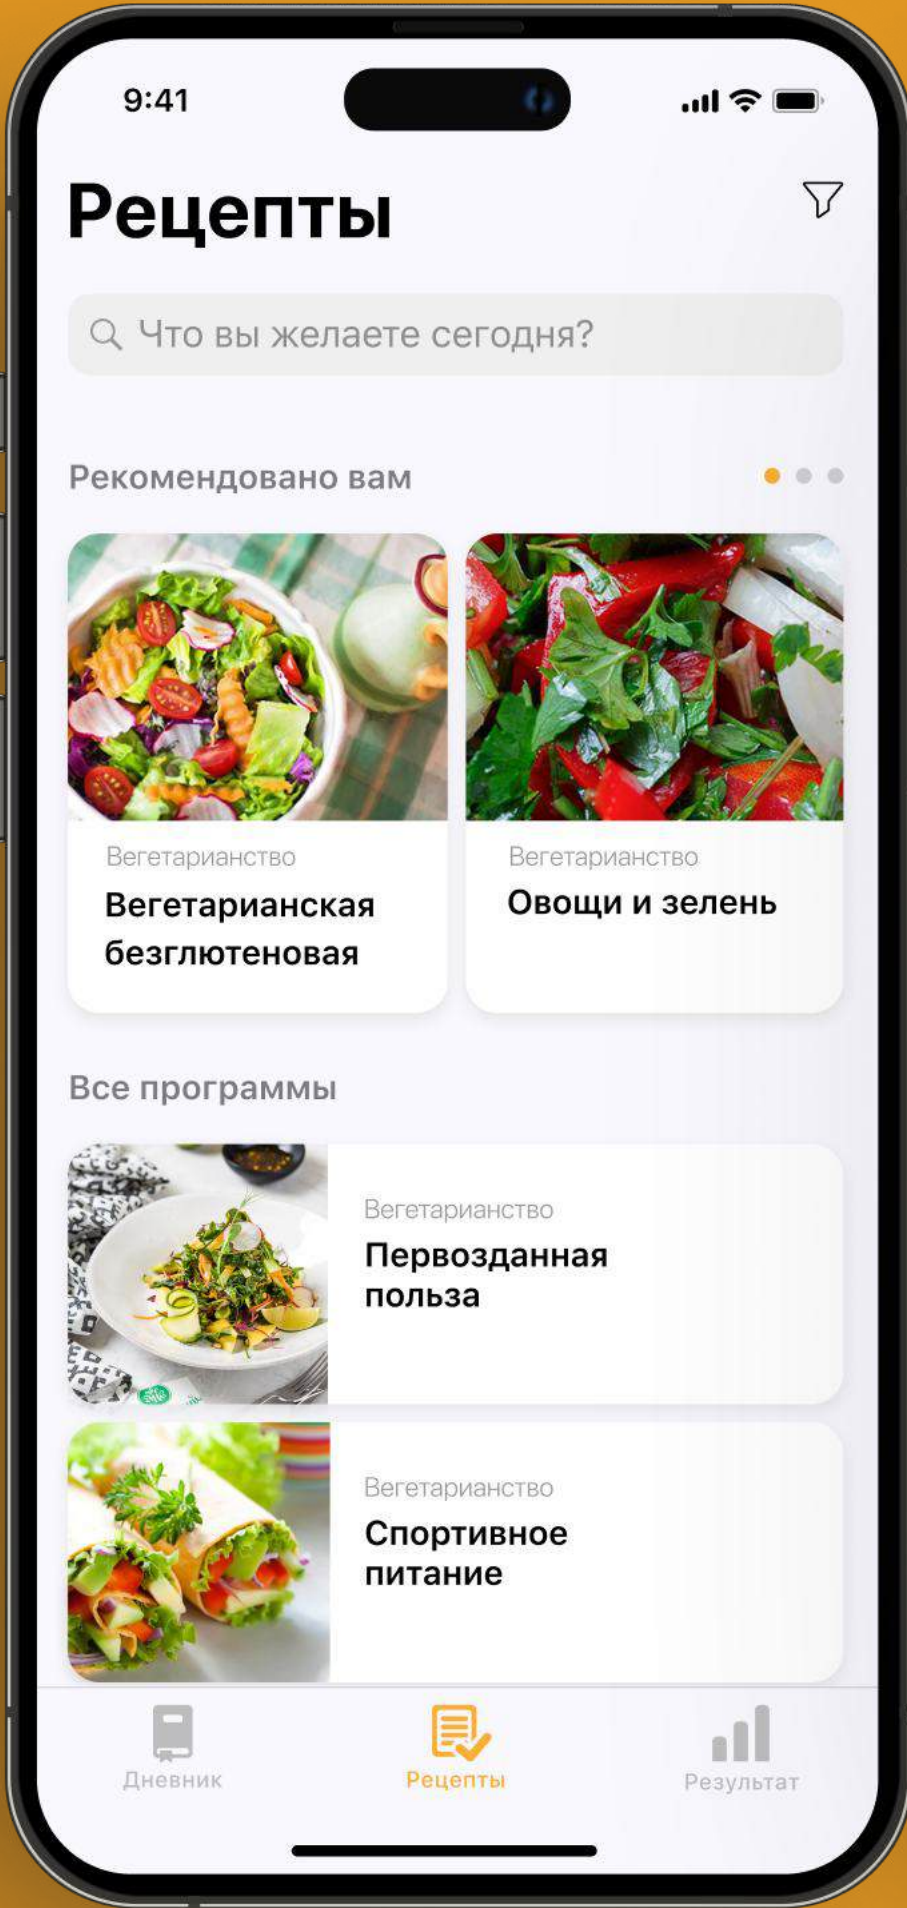 9:41
Рецепты
Что вы желаете сегодня?
Рекомендовано вам
Вегетарианство
Вегетарианская
безглютеновая
Вегетарианство
Овощи и зелень
Все программы
Вегетарианство
Первозданная
польза
Вегетарианство
Спортивное
питание
Дневник
Рецепты
Результат